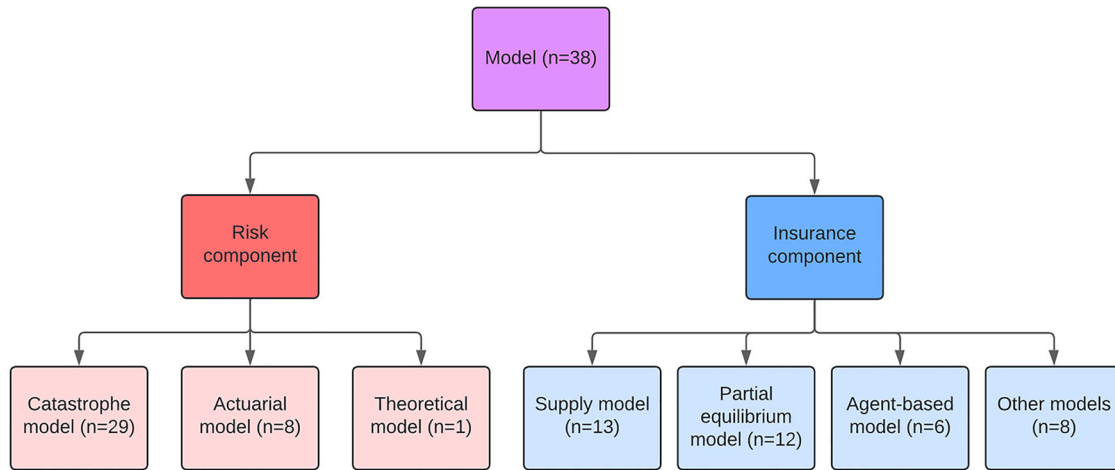 Model (n=38)
Risk
component
Insurance
component
Catastrophe
model (n=29)
Actuarial
model (n=8)
Theoretical
model (n=1)
Supply model
(n=13)
Partial
equilibrium
model (n=12)
Agent-based
model (n=6)
Other models
(n=8)